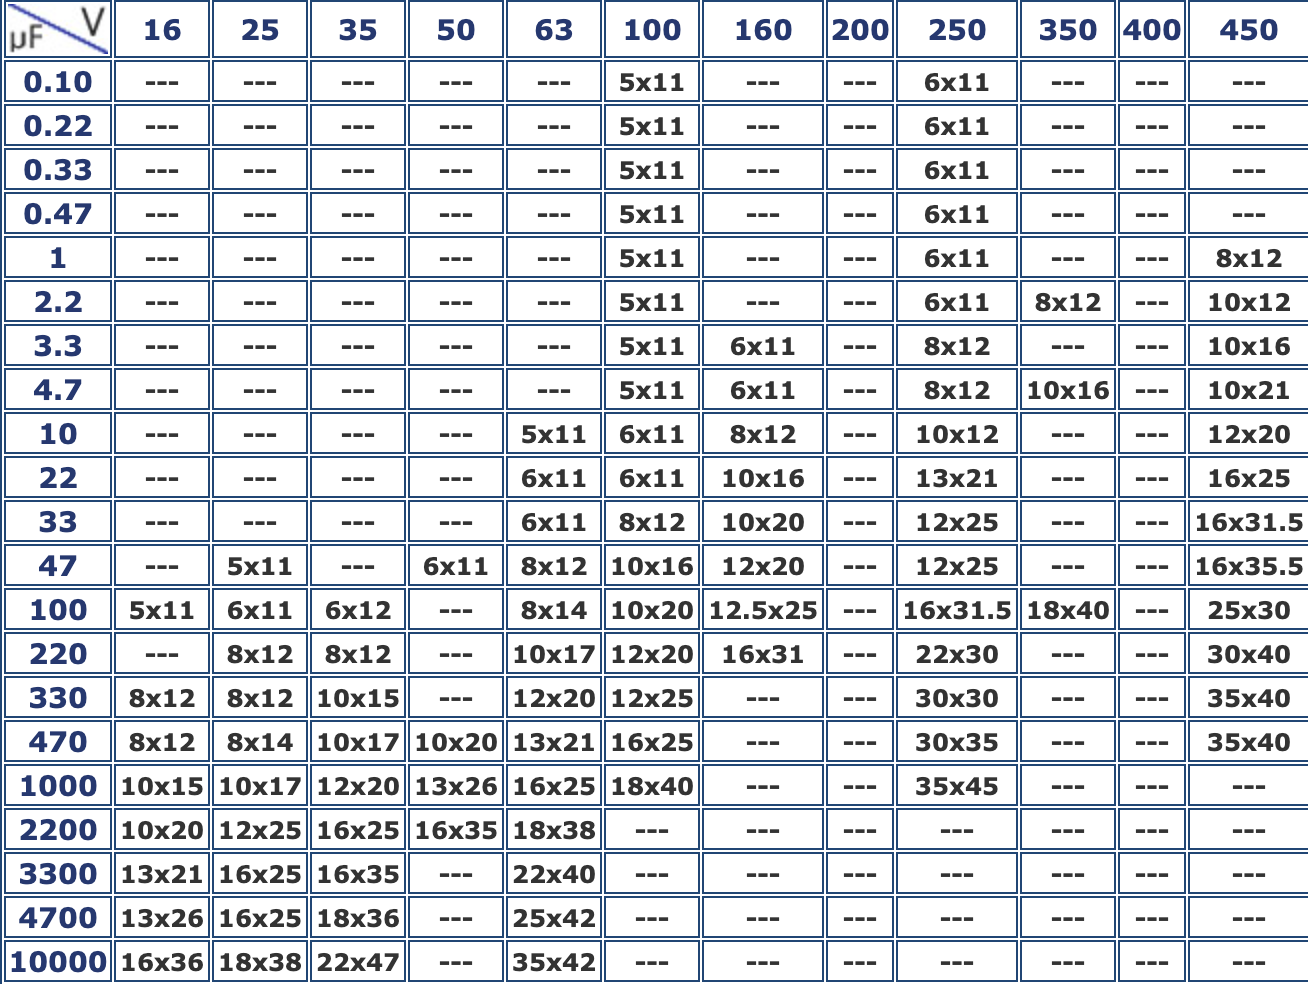 µF V 16 25 35 50 63 100 160 200 250 350 400 450
0.10 --- --- --- --- --- 5x11 --- --- 6x11 --- --- ---
0.22 --- --- --- --- --- 5x11 --- --- 6x11 --- --- ---
0.33 --- --- --- --- --- 5x11 --- --- 6x11 --- --- ---
0.47 --- --- --- --- --- 5x11 --- --- 6x11 --- --- ---
1 --- --- --- --- --- 5x11 --- --- 6x11 --- --- 8x12
2.2 --- --- --- --- --- 5x11 --- --- 6x11 8x12 --- 10x12
3.3 --- --- --- --- --- 5x11 6x11 --- 8x12 --- --- 10x16
4.7 --- --- --- --- --- 5x11 6x11 --- 8x12 10x16 --- 10x21
10 --- --- --- --- 5x11 6x11 8x12 --- 10x12 --- --- 12x20
22 --- --- --- --- 6x11 6x11 10x16 --- 13x21 --- --- 16x25
33 --- --- --- --- 6x11 8x12 10x20 --- 12x25 --- --- 16x31.5
47 --- 5x11 --- 6x11 8x12 10x16 12x20 --- 12x25 --- --- 16x35.5
100 5x11 6x11 6x12 --- 8x14 10x20 12.5x25 --- 16x31.5 18x40 --- 25x30
220 --- 8x12 8x12 --- 10x17 12x20 16x31 --- 22x30 --- --- 30x40
330 8x12 8x12 10x15 --- 12x20 12x25 --- --- 30x30 --- --- 35x40
470 8x12 8x14 10x17 10x20 13x21 16x25 --- --- 30x35 --- --- 35x40
1000 10x15 10x17 12x20 13x26 16x25 18x40 --- --- 35x45 --- --- ---
2200 10x20 12x25 16x25 16x35 18x38 --- --- --- --- --- --- ---
3300 13x21 16x25 16x35 --- 22x40 --- --- --- --- --- --- ---
4700 13x26 16x25 18x36 --- 25x42 --- --- --- --- --- --- ---
10000 16x36 18x38 22x47 --- 35x42 --- --- --- --- --- --- ---